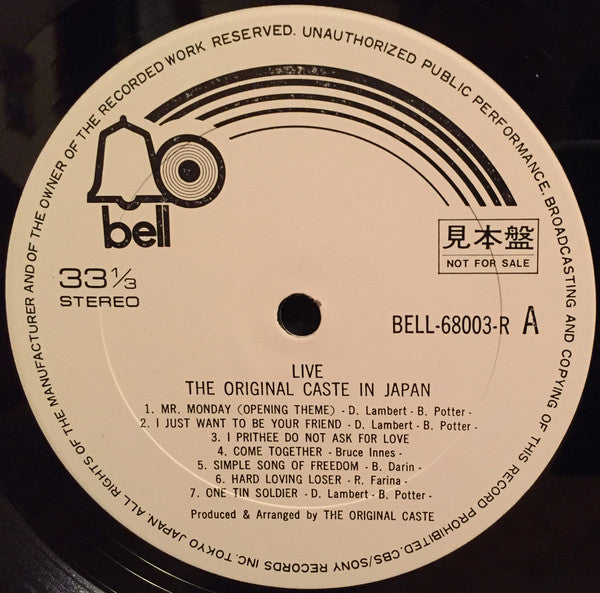 ALL RIGHTS OF THE MANUFACTURER AND OF THE OWNER OF THE RECORDED WORK RESERVED. UNAUTHORIZED PUBLIC PERFORMANCE, BROADCASTING AND COPYING OF THIS RECORD PROHIBITED. CBS/SONY RECORDS INC. TOKYO JAPAN.
bell
33 1/3
STEREO
見本盤
NOT FOR SALE
BELL-68003-R A
LIVE
THE ORIGINAL CASTE IN JAPAN
1. MR. MONDAY (OPENING THEME) - D. Lambert - B. Potter -
2. I JUST WANT TO BE YOUR FRIEND - D. Lambert - B. Potter -
3. I PRITHEE DO NOT ASK FOR LOVE
4. COME TOGETHER - Bruce Innes -
5. SIMPLE SONG OF FREEDOM - B. Darin -
6. HARD LOVING LOSER - R. Farina -
7. ONE TIN SOLDIER - D. Lambert - B. Potter -
Produced & Arranged by THE ORIGINAL CASTE